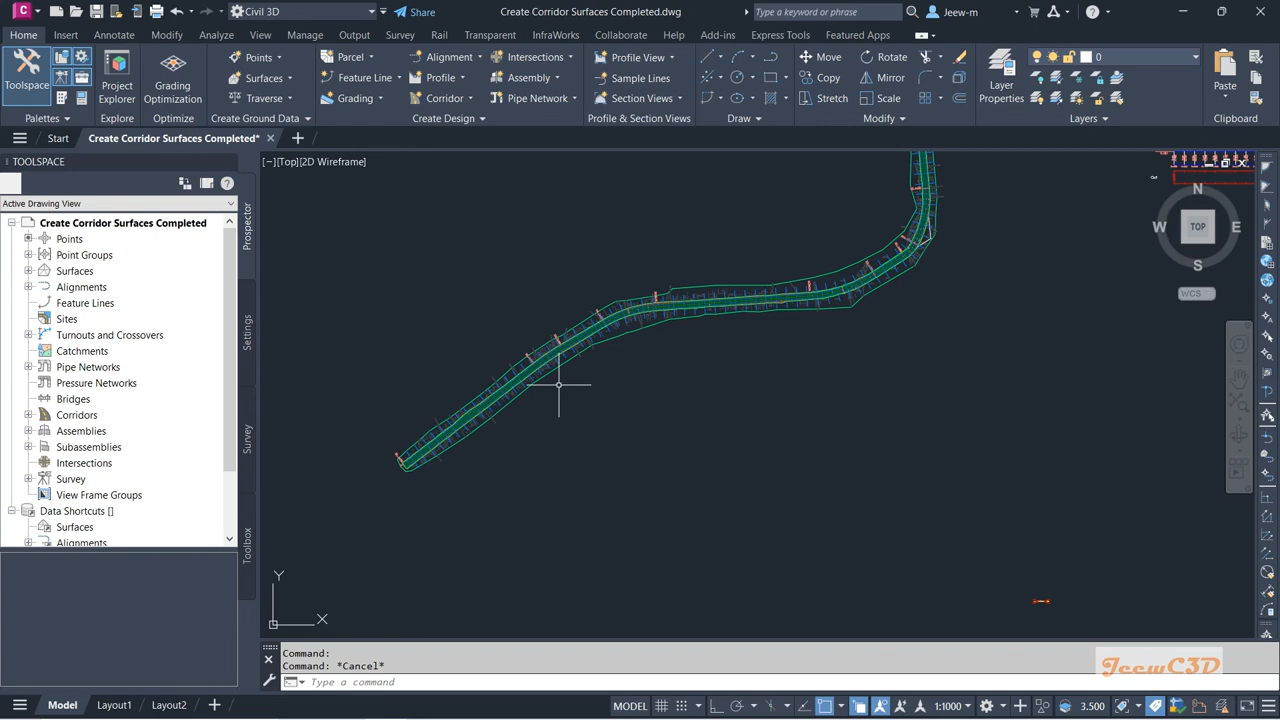 Civil 3D
Share
Create Corridor Surfaces Completed.dwg
Type a keyword or phrase
Jeew-m
Home Insert Annotate Modify Analyze View Manage Output Survey Rail Transparent InfraWorks Collaborate Help Add-ins Express Tools Featured Apps
Points Parcel Alignment Intersections Profile View Move Rotate 0
Surfaces Feature Line Profile Assembly Sample Lines Copy Mirror
Toolspace Project Explorer Grading Optimization Layer Properties Paste
Traverse Grading Corridor Pipe Network Section Views Stretch Scale
Palettes Explore Optimize Create Ground Data Create Design Profile & Section Views Draw Modify Layers Clipboard
Start Create Corridor Surfaces Completed*
TOOLSPACE
[−][Top][2D Wireframe]
Active Drawing View
Create Corridor Surfaces Completed
Points
Point Groups
Surfaces
Alignments
Feature Lines
Sites
Turnouts and Crossovers
Catchments
Pipe Networks
Pressure Networks
Bridges
Corridors
Assemblies
Subassemblies
Intersections
Survey
View Frame Groups
Data Shortcuts []
Surfaces
Alignments
Prospector
Settings
Survey
Toolbox
N
W TOP E
S
WCS
Y
X
Command:
Command: *Cancel*
Type a command
JeewC3D
Model Layout1 Layout2
MODEL
1:1000
3.500